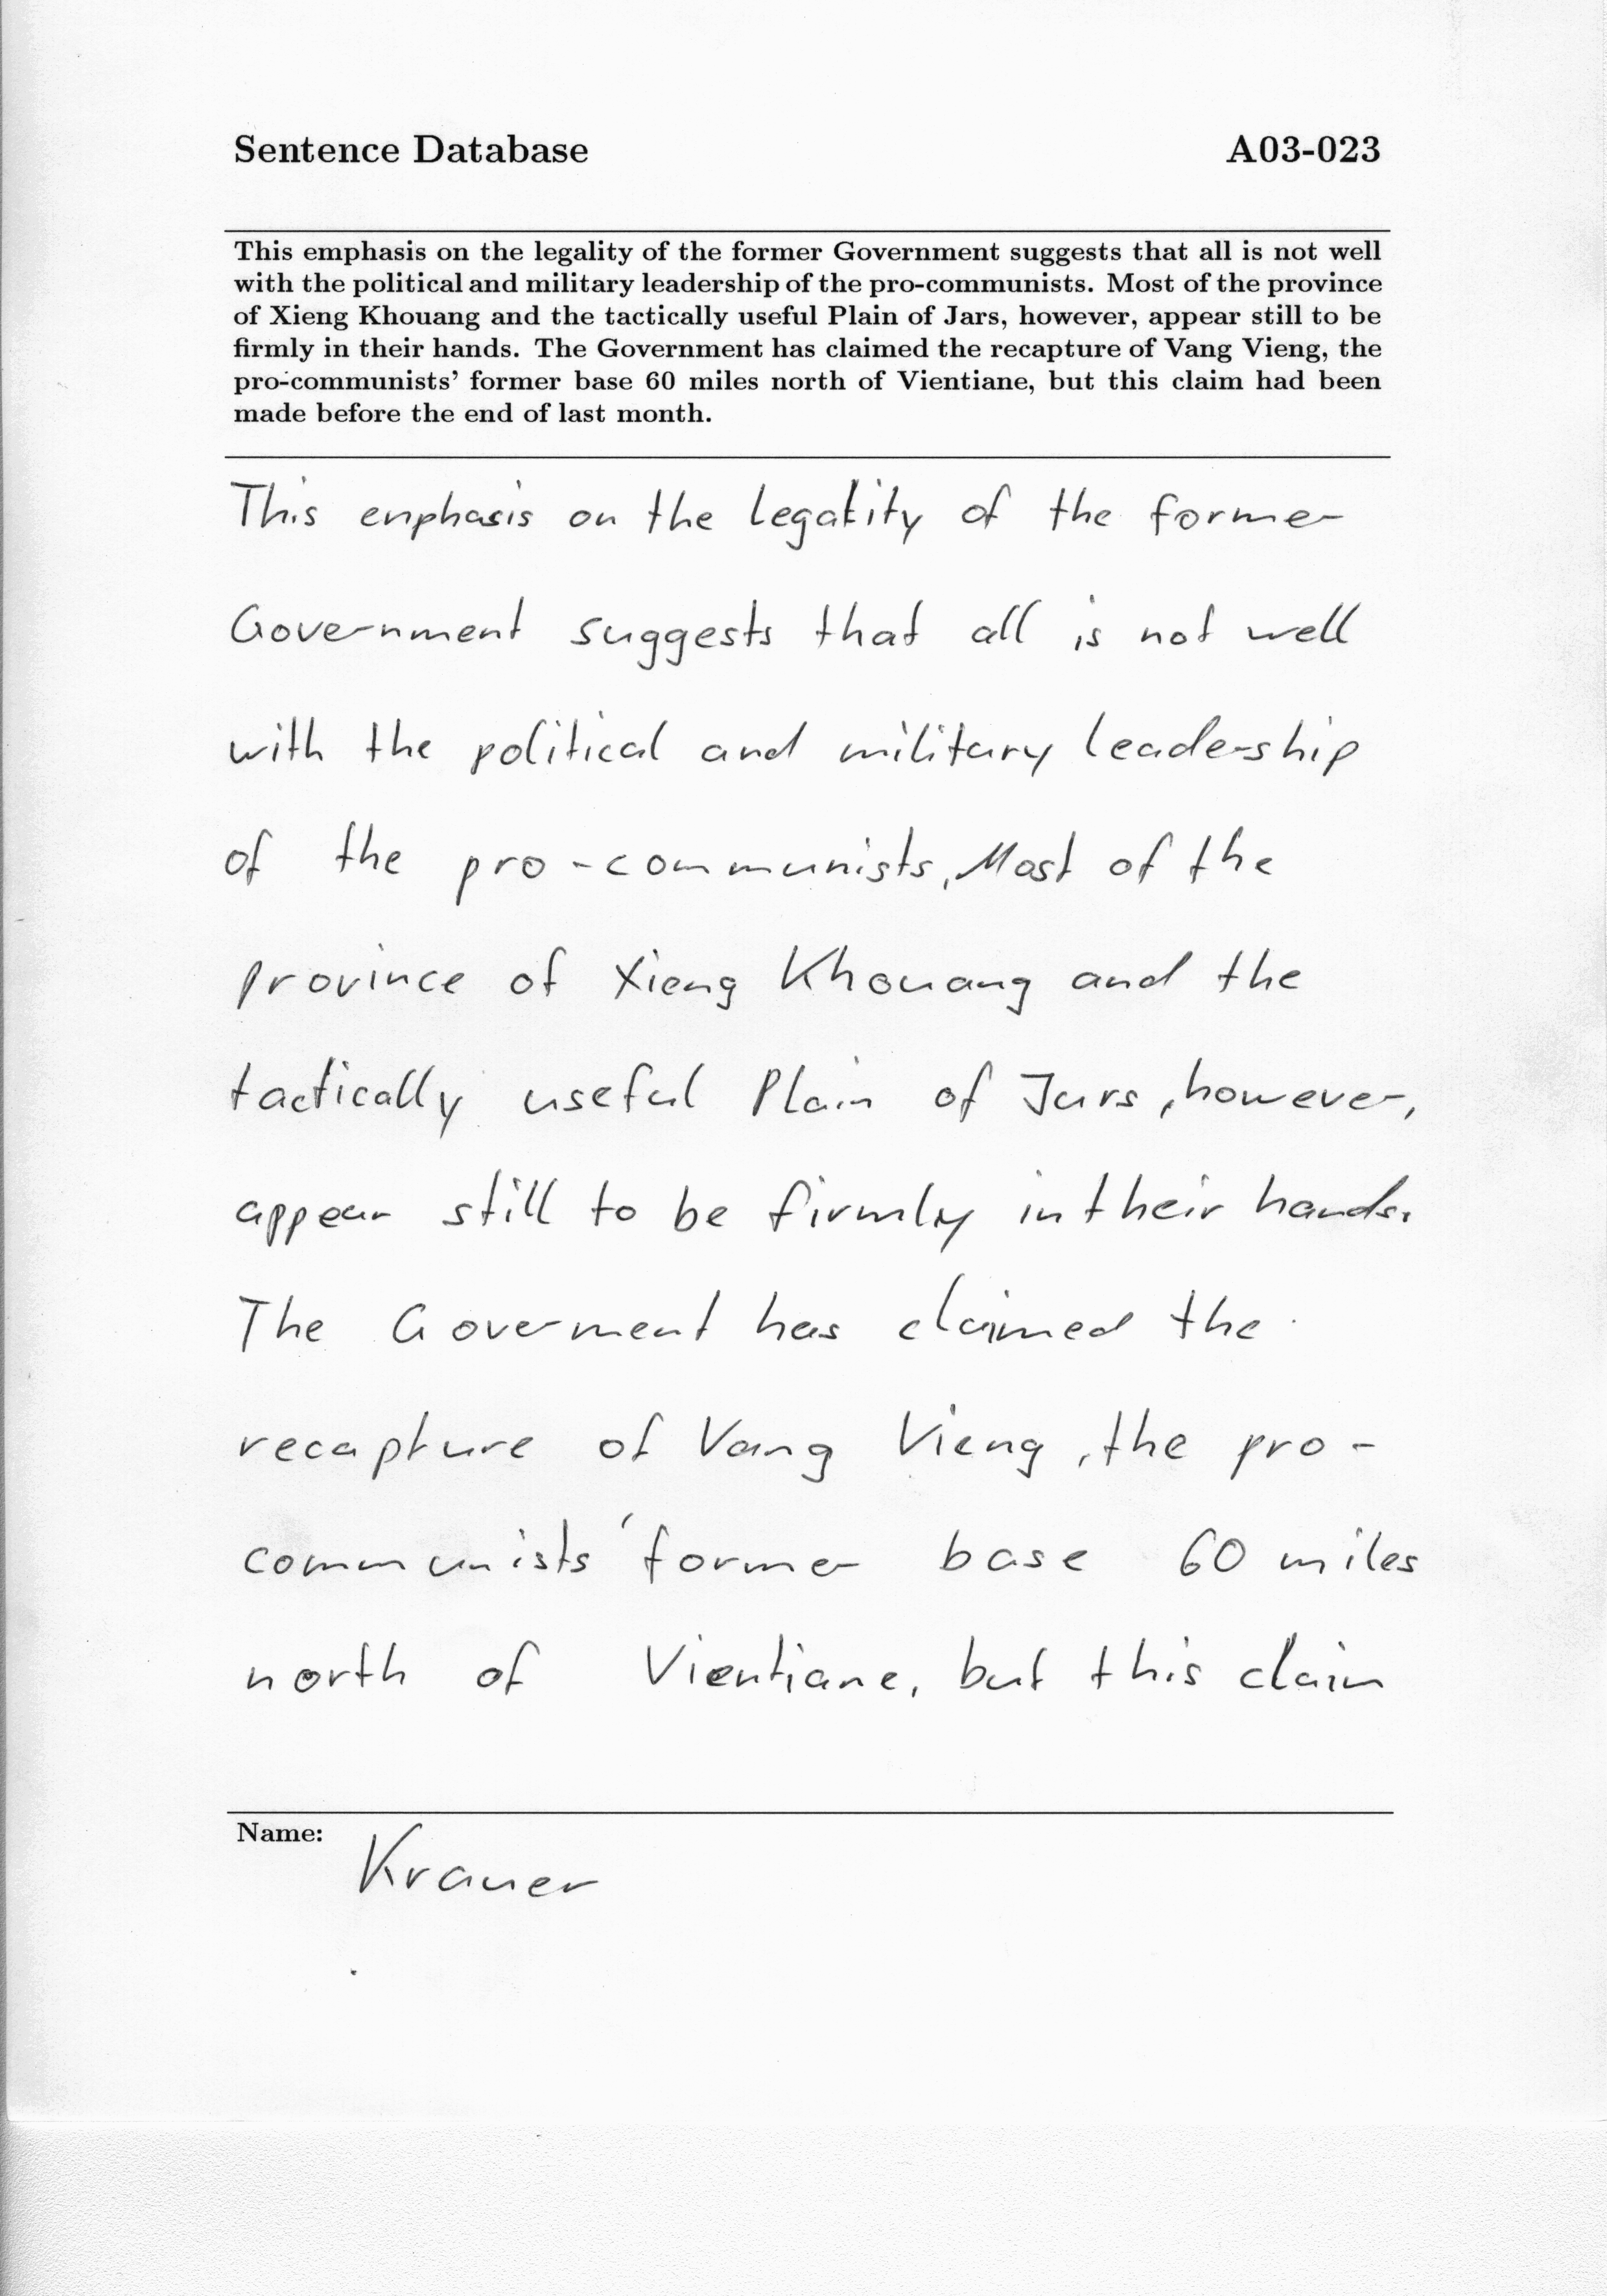 Sentence Database A03-023
This emphasis on the legality of the former Government suggests that all is not well
with the political and military leadership of the pro-communists. Most of the province
of Xieng Khouang and the tactically useful Plain of Jars, however, appear still to be
firmly in their hands. The Government has claimed the recapture of Vang Vieng, the
pro-communists' former base 60 miles north of Vientiane, but this claim had been
made before the end of last month.
This enphasis on the legality of the former
Government suggests that all is not well
with the political and military leadership
of the pro-communists, Most of the
province of Xieng Khouang and the
tactically useful Plain of Jars, however,
appear still to be firmly in their hands.
The Goverment has claimed the
recapture of Vang Vieng, the pro-
communists' former base 60 miles
north of Vientiane, but this claim
Name:
Krauer